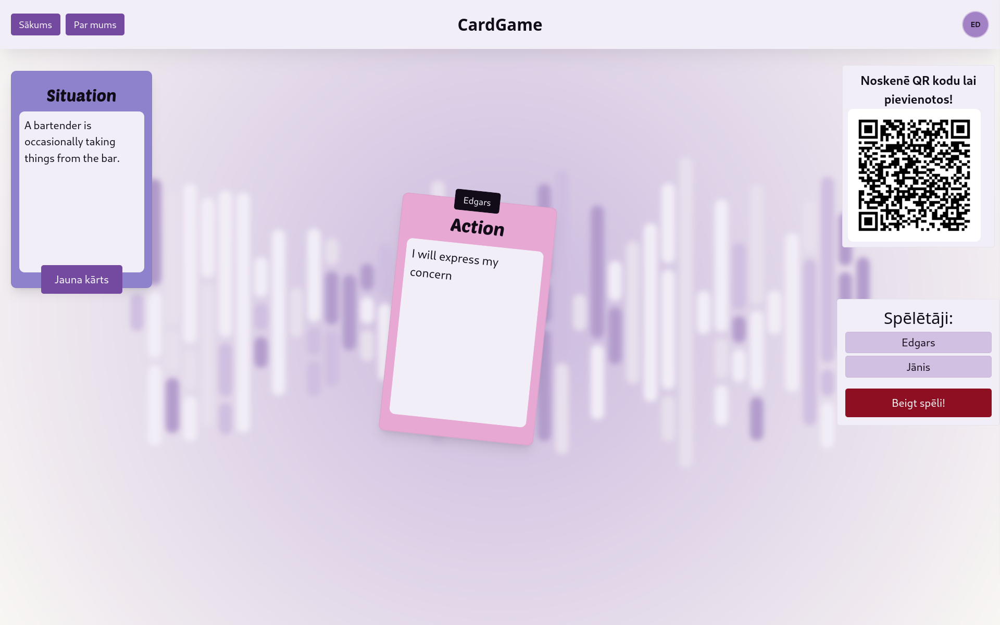 Sākums
Par mums
CardGame
ED
Situation
A bartender is
occasionally taking
things from the bar.
Jauna kārts
Edgars
Action
I will express my
concern
Noskenē QR kodu lai
pievienotos!
Spēlētāji:
Edgars
Jānis
Beigt spēli!